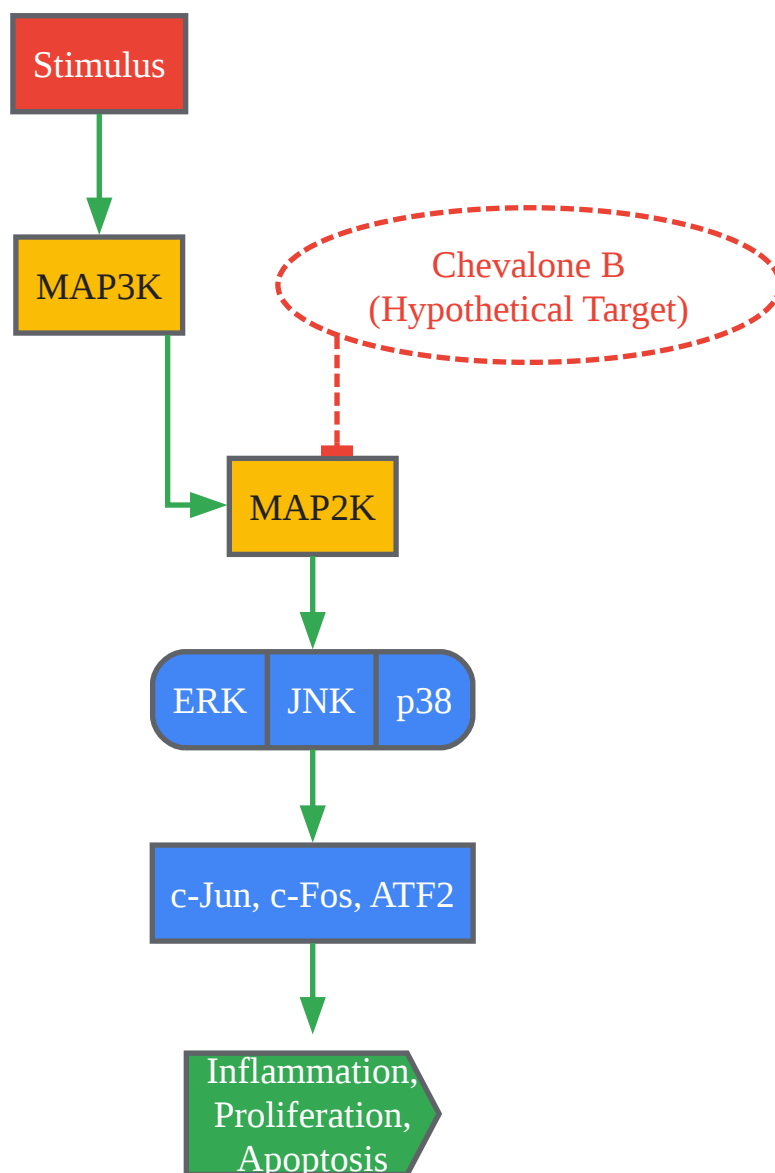 Stimulus
MAP3K
Chevalone B
(Hypothetical Target)
MAP2K
ERK
JNK
p38
c-Jun, c-Fos, ATF2
Inflammation,
Proliferation,
Apoptosis